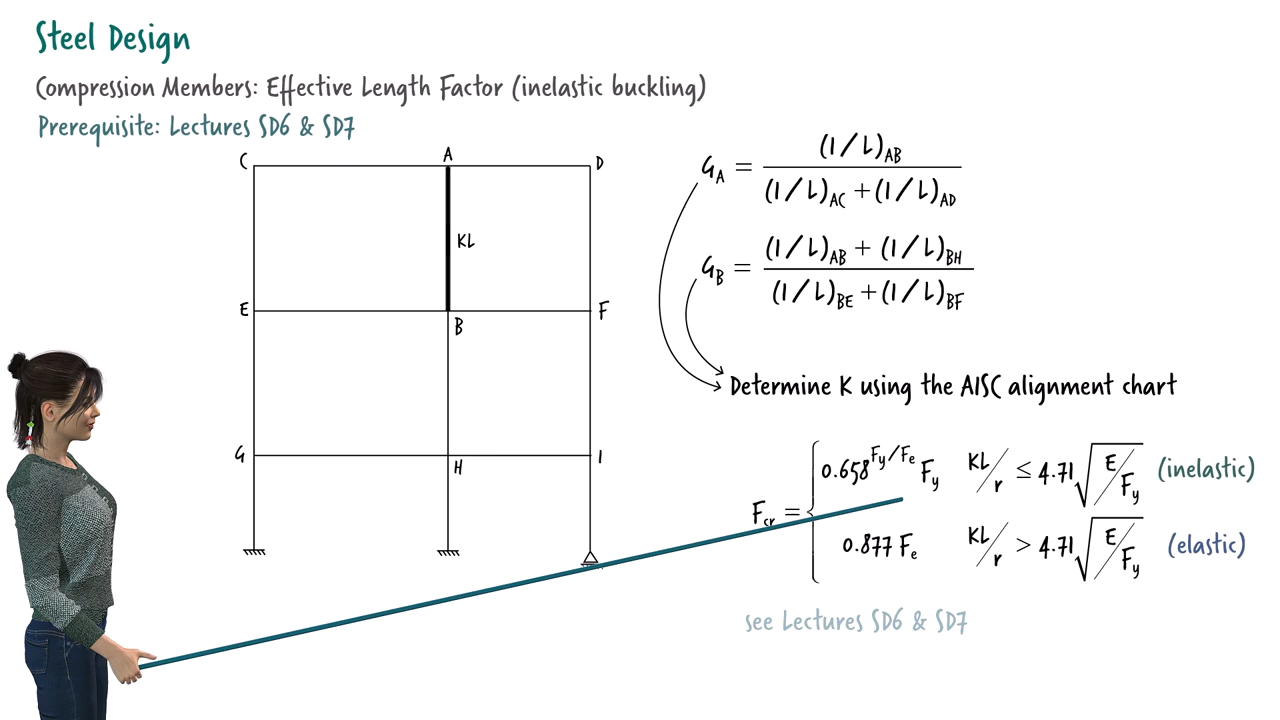 Steel Design
Compression Members: Effective Length Factor (inelastic buckling)
Prerequisite: Lectures SD6 & SD7
C A D
KL
E B F
G H I
G_A = (I/L)_AB / ((I/L)_AC + (I/L)_AD)
G_B = ((I/L)_AB + (I/L)_BH) / ((I/L)_BE + (I/L)_BF)
Determine K using the AISC alignment chart
F_cr = { 0.658^(F_y/F_e) F_y KL/r ≤ 4.71 √(E/F_y) (inelastic)
0.877 F_e KL/r > 4.71 √(E/F_y) (elastic)
see Lectures SD6 & SD7